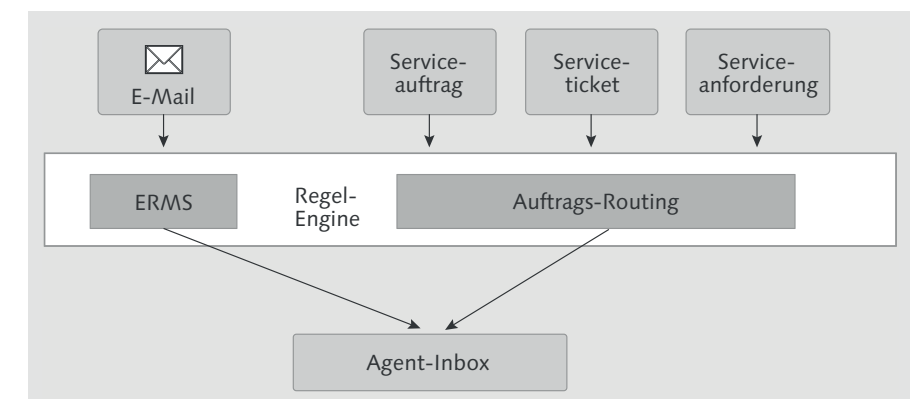 E-Mail
Service-
auftrag
Service-
ticket
Service-
anforderung
ERMS
Regel-
Engine
Auftrags-Routing
Agent-Inbox